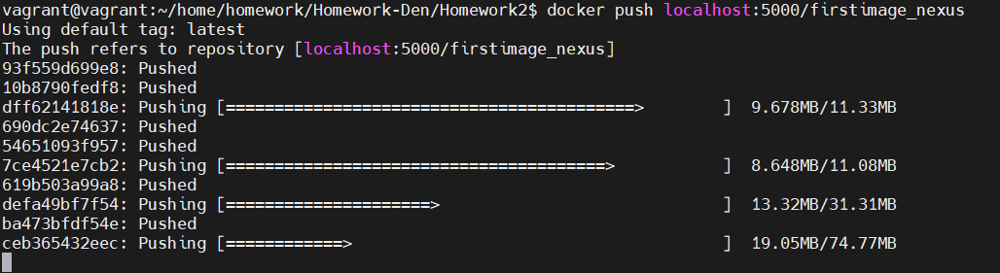 vagrant@vagrant:~/home/homework/Homework-Den/Homework2$ docker push localhost:5000/firstimage_nexus
Using default tag: latest
The push refers to repository [localhost:5000/firstimage_nexus]
93f559d699e8: Pushed
10b8790fedf8: Pushed
dff62141818e: Pushing [==========================================>        ]  9.678MB/11.33MB
690dc2e74637: Pushed
54651093f957: Pushed
7ce4521e7cb2: Pushing [=======================================>           ]  8.648MB/11.08MB
619b503a99a8: Pushed
defa49bf7f54: Pushing [=====================>                             ]  13.32MB/31.31MB
ba473bfdf54e: Pushed
ceb365432eec: Pushing [============>                                      ]  19.05MB/74.77MB